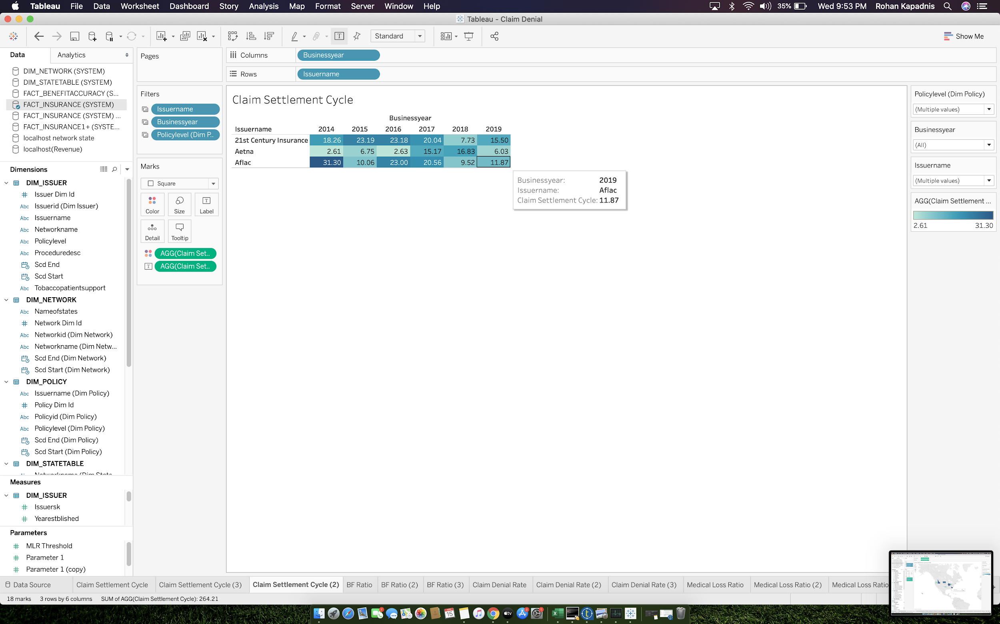 Tableau File Data Worksheet Dashboard Story Analysis Map Format Server Window Help 35% Wed 9:53 PM Rohan Kapadnis
Tableau - Claim Denial
Standard Show Me
Data Analytics
DIM_NETWORK (SYSTEM)
DIM_STATETABLE (SYSTEM)
FACT_BENEFITACCURACY (S...
FACT_INSURANCE (SYSTEM)
FACT_INSURANCE (SYSTEM) ...
FACT_INSURANCE1+ (SYSTE...
localhost network state
localhost(Revenue)
Dimensions
DIM_ISSUER
# Issuer Dim Id
Abc Issuerid (Dim Issuer)
Abc Issuername
Abc Networkname
Abc Policylevel
Abc Proceduredesc
Scd End
Scd Start
Abc Tobaccopatientsupport
DIM_NETWORK
Abc Nameofstates
# Network Dim Id
Abc Networkid (Dim Network)
Abc Networkname (Dim Netw...
Scd End (Dim Network)
Scd Start (Dim Network)
DIM_POLICY
Abc Issuername (Dim Policy)
# Policy Dim Id
Abc Policyid (Dim Policy)
Abc Policylevel (Dim Policy)
Scd End (Dim Policy)
Scd Start (Dim Policy)
DIM_STATETABLE
Measures
DIM_ISSUER
# Issuersk
# Yearestblished
Parameters
# MLR Threshold
# Parameter 1
# Parameter 1 (copy)
Pages
Filters
Issuername
Businessyear
Policylevel (Dim P..
Marks
Square
Color Size Label
Detail Tooltip
AGG(Claim Set..
AGG(Claim Set..
Columns Businessyear
Rows Issuername
Claim Settlement Cycle
Businessyear
Issuername 2014 2015 2016 2017 2018 2019
21st Century Insurance 18.26 23.19 23.18 20.04 7.73 15.50
Aetna 2.61 6.75 2.63 15.17 16.83 6.03
Aflac 31.30 10.06 23.00 20.56 9.52 11.87
Businessyear: 2019
Issuername: Aflac
Claim Settlement Cycle: 11.87
Policylevel (Dim Policy)
(Multiple values)
Businessyear
(All)
Issuername
(Multiple values)
AGG(Claim Settlement ...
2.61 31.30
Data Source Claim Settlement Cycle Claim Settlement Cycle (3) Claim Settlement Cycle (2) BF Ratio BF Ratio (2) BF Ratio (3) Claim Denial Rate Claim Denial Rate (2) Claim Denial Rate (3) Medical Loss Ratio Medical Loss Ratio (2) Medical Loss Ratio
18 marks 3 rows by 6 columns SUM of AGG(Claim Settlement Cycle): 264.21